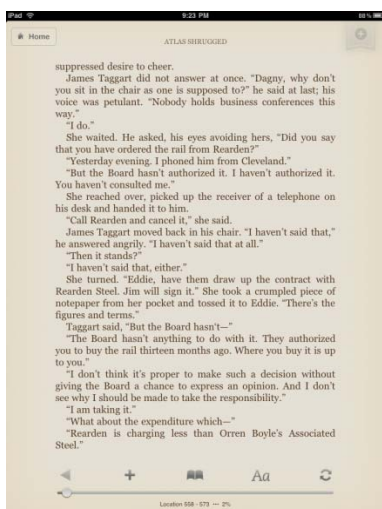 iPad 9:23 PM 88%
Home
ATLAS SHRUGGED
suppressed desire to cheer.
James Taggart did not answer at once. “Dagny, why don’t
you sit in the chair as one is supposed to?” he said at last; his
voice was petulant. “Nobody holds business conferences this
way.”
“I do.”
She waited. He asked, his eyes avoiding hers, “Did you say
that you have ordered the rail from Rearden?”
“Yesterday evening. I phoned him from Cleveland.”
“But the Board hasn’t authorized it. I haven’t authorized it.
You haven’t consulted me.”
She reached over, picked up the receiver of a telephone on
his desk and handed it to him.
“Call Rearden and cancel it,” she said.
James Taggart moved back in his chair. “I haven’t said that,”
he answered angrily. “I haven’t said that at all.”
“Then it stands?”
“I haven’t said that, either.”
She turned. “Eddie, have them draw up the contract with
Rearden Steel. Jim will sign it.” She took a crumpled piece of
notepaper from her pocket and tossed it to Eddie. “There’s the
figures and terms.”
Taggart said, “But the Board hasn’t—”
“The Board hasn’t anything to do with it. They authorized
you to buy the rail thirteen months ago. Where you buy it is up
to you.”
“I don’t think it’s proper to make such a decision without
giving the Board a chance to express an opinion. And I don’t
see why I should be made to take the responsibility.”
“I am taking it.”
“What about the expenditure which—”
“Rearden is charging less than Orren Boyle’s Associated
Steel.”
Aa
Location 558 - 573 ••• 2%